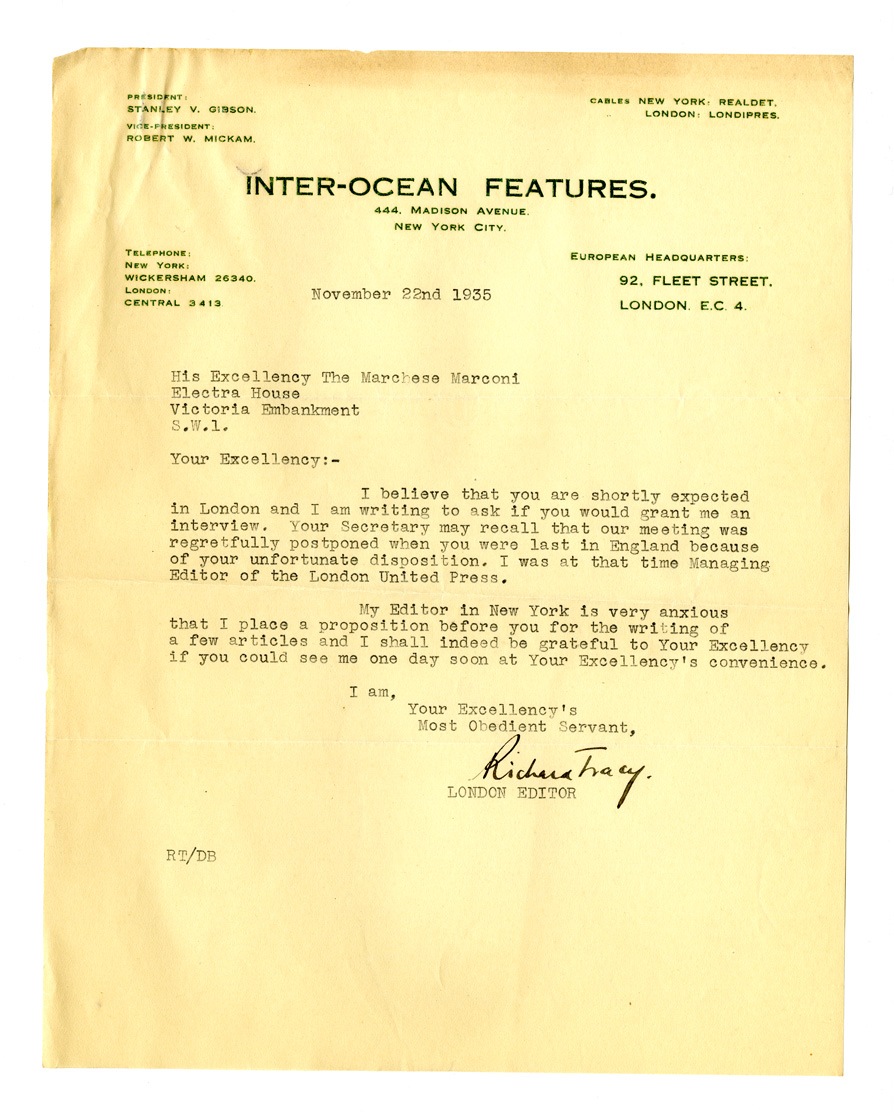 PRESIDENT:
STANLEY V. GIBSON.
VICE-PRESIDENT:
ROBERT W. MICKAM.
CABLES NEW YORK: REALDET.
LONDON: LONDIPRES.
INTER-OCEAN FEATURES.
444, MADISON AVENUE,
NEW YORK CITY.
TELEPHONE:
NEW YORK:
WICKERSHAM 26340.
LONDON:
CENTRAL 3413
EUROPEAN HEADQUARTERS:
92, FLEET STREET,
LONDON. E.C. 4.
November 22nd 1935
His Excellency The Marchese Marconi
Electra House
Victoria Embankment
S.W.1.
Your Excellency:-
I believe that you are shortly expected
in London and I am writing to ask if you would grant me an
interview. Your Secretary may recall that our meeting was
regretfully postponed when you were last in England because
of your unfortunate disposition. I was at that time Managing
Editor of the London United Press.
My Editor in New York is very anxious
that I place a proposition before you for the writing of
a few articles and I shall indeed be grateful to Your Excellency
if you could see me one day soon at Your Excellency's convenience.
I am,
Your Excellency's
Most Obedient Servant,
Richard Tracy.
LONDON EDITOR
RT/DB